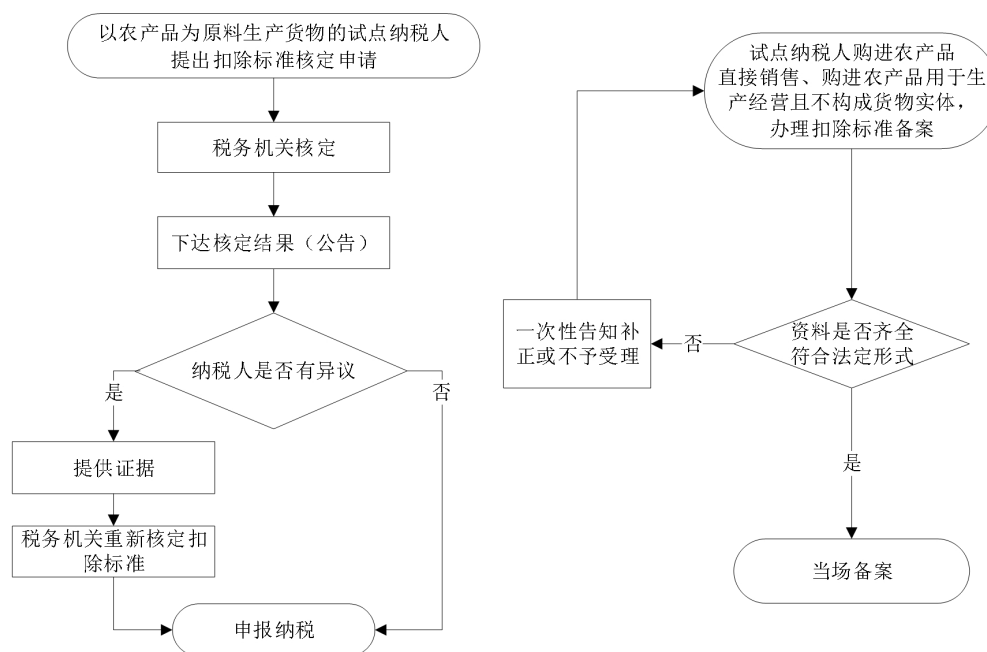 以农产品为原料生产货物的试点纳税人
提出扣除标准核定申请
税务机关核定
下达核定结果（公告）
纳税人是否有异议
是
否
提供证据
税务机关重新核定扣
除标准
申报纳税
试点纳税人购进农产品
直接销售、购进农产品用于生
产经营且不构成货物实体，
办理扣除标准备案
资料是否齐全
符合法定形式
否
一次性告知补
正或不予受理
是
当场备案